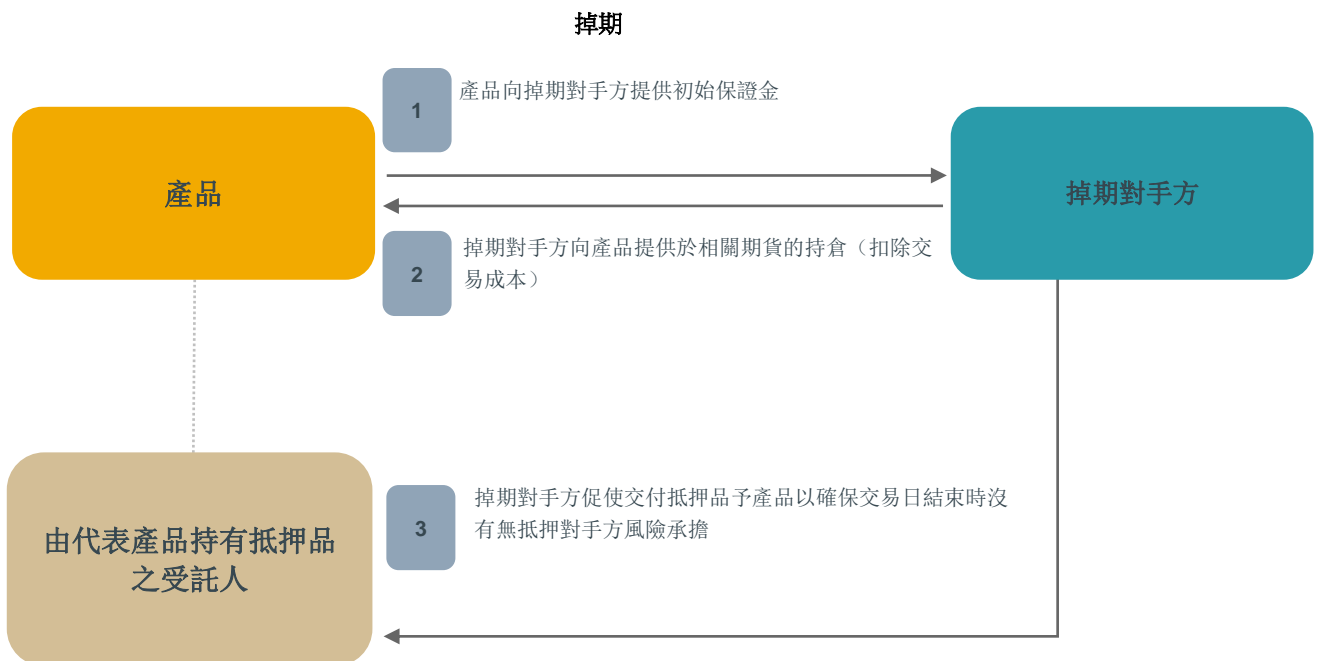 掉期
1
產品向掉期對手方提供初始保證金
產品
掉期對手方
2
掉期對手方向產品提供於相關期貨的持倉（扣除交
易成本）
3
掉期對手方促使交付抵押品予產品以確保交易日結束時沒
有無抵押對手方風險承擔
由代表產品持有抵押品
之受託人